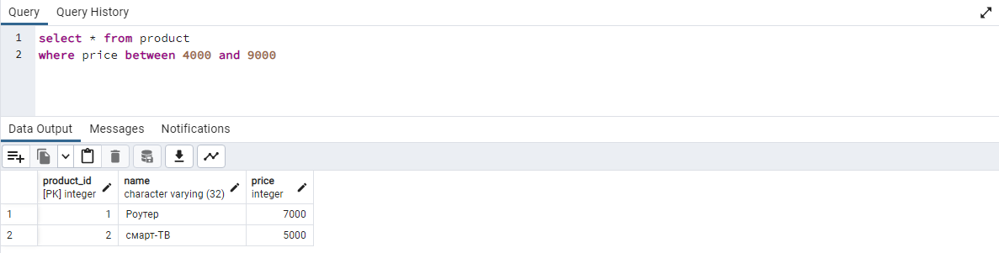 Query Query History
1 select * from product
2 where price between 4000 and 9000
Data Output Messages Notifications
product_id name price
[PK] integer character varying (32) integer
1 1 Роутер 7000
2 2 смарт-ТВ 5000